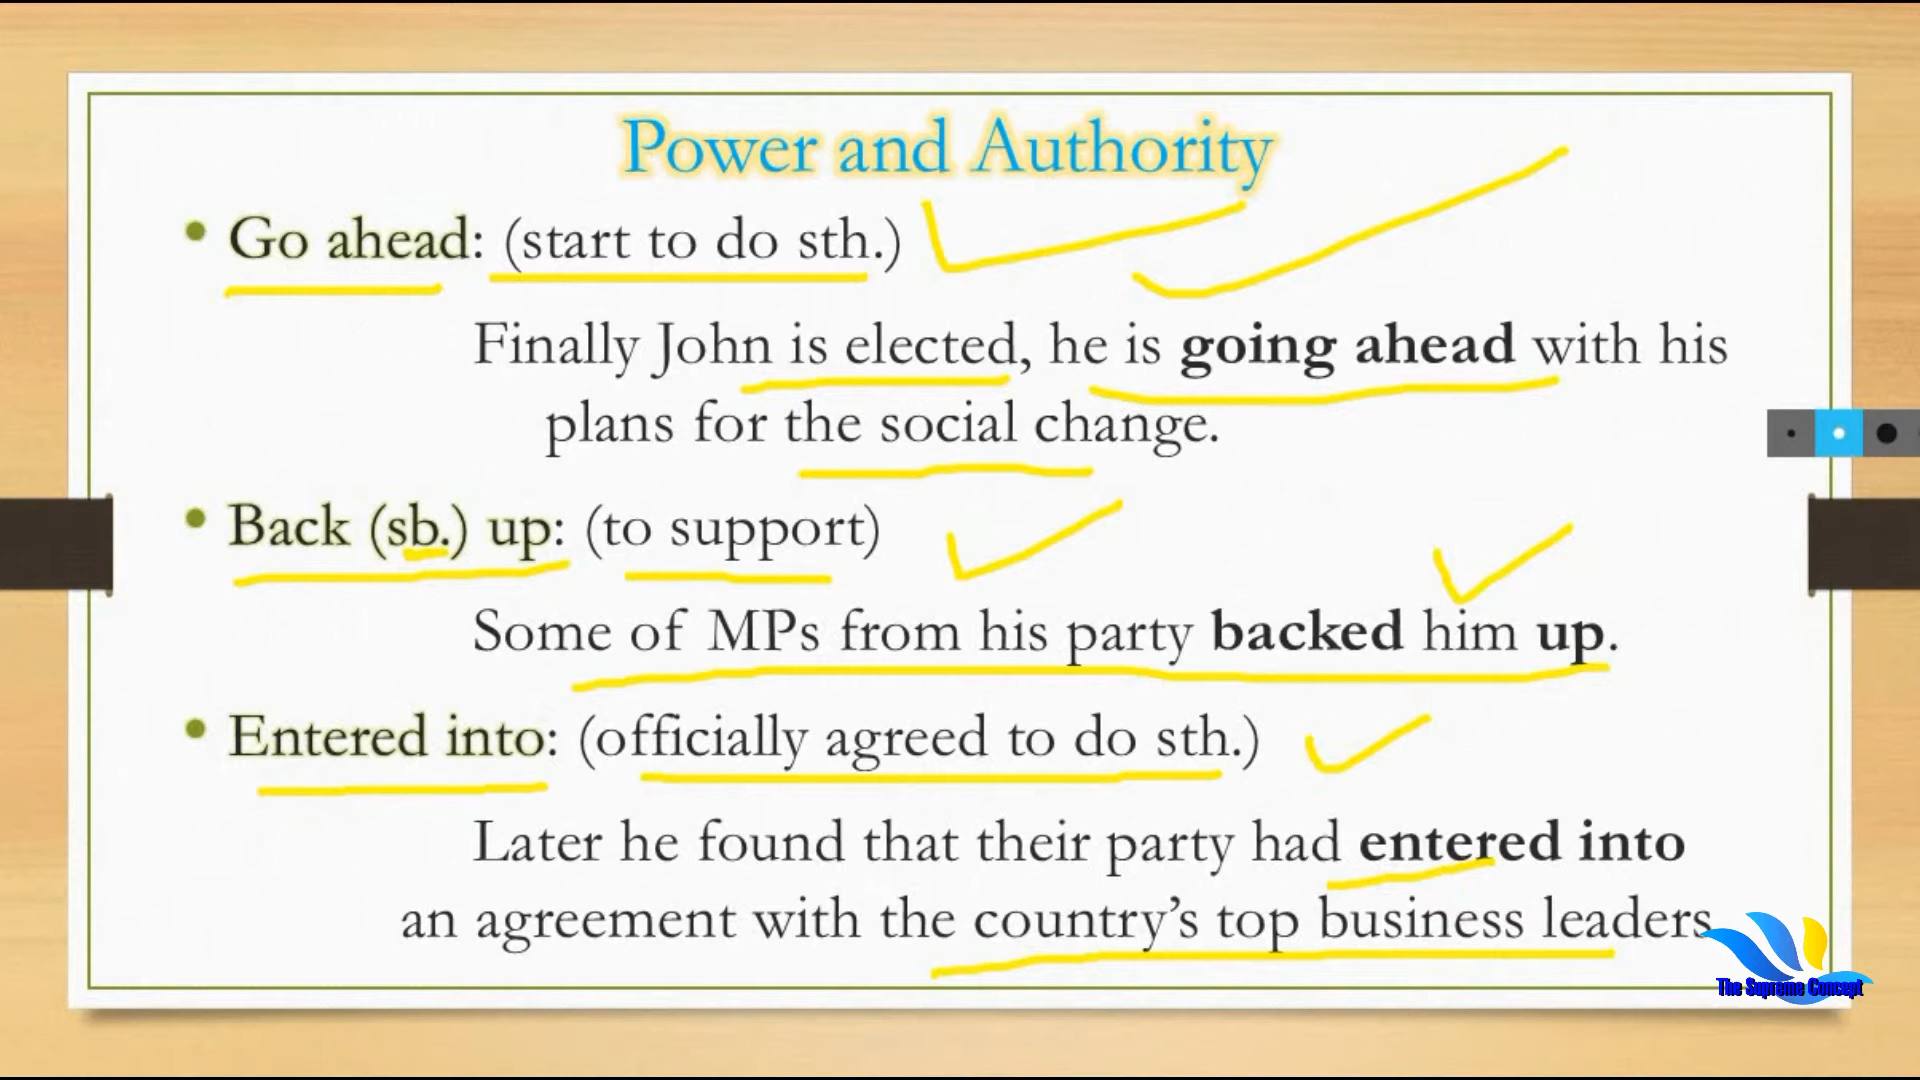 Power and Authority
• Go ahead: (start to do sth.)
Finally John is elected, he is going ahead with his
plans for the social change.
• Back (sb.) up: (to support)
Some of MPs from his party backed him up.
• Entered into: (officially agreed to do sth.)
Later he found that their party had entered into
an agreement with the country’s top business leaders.
The Supreme Concept